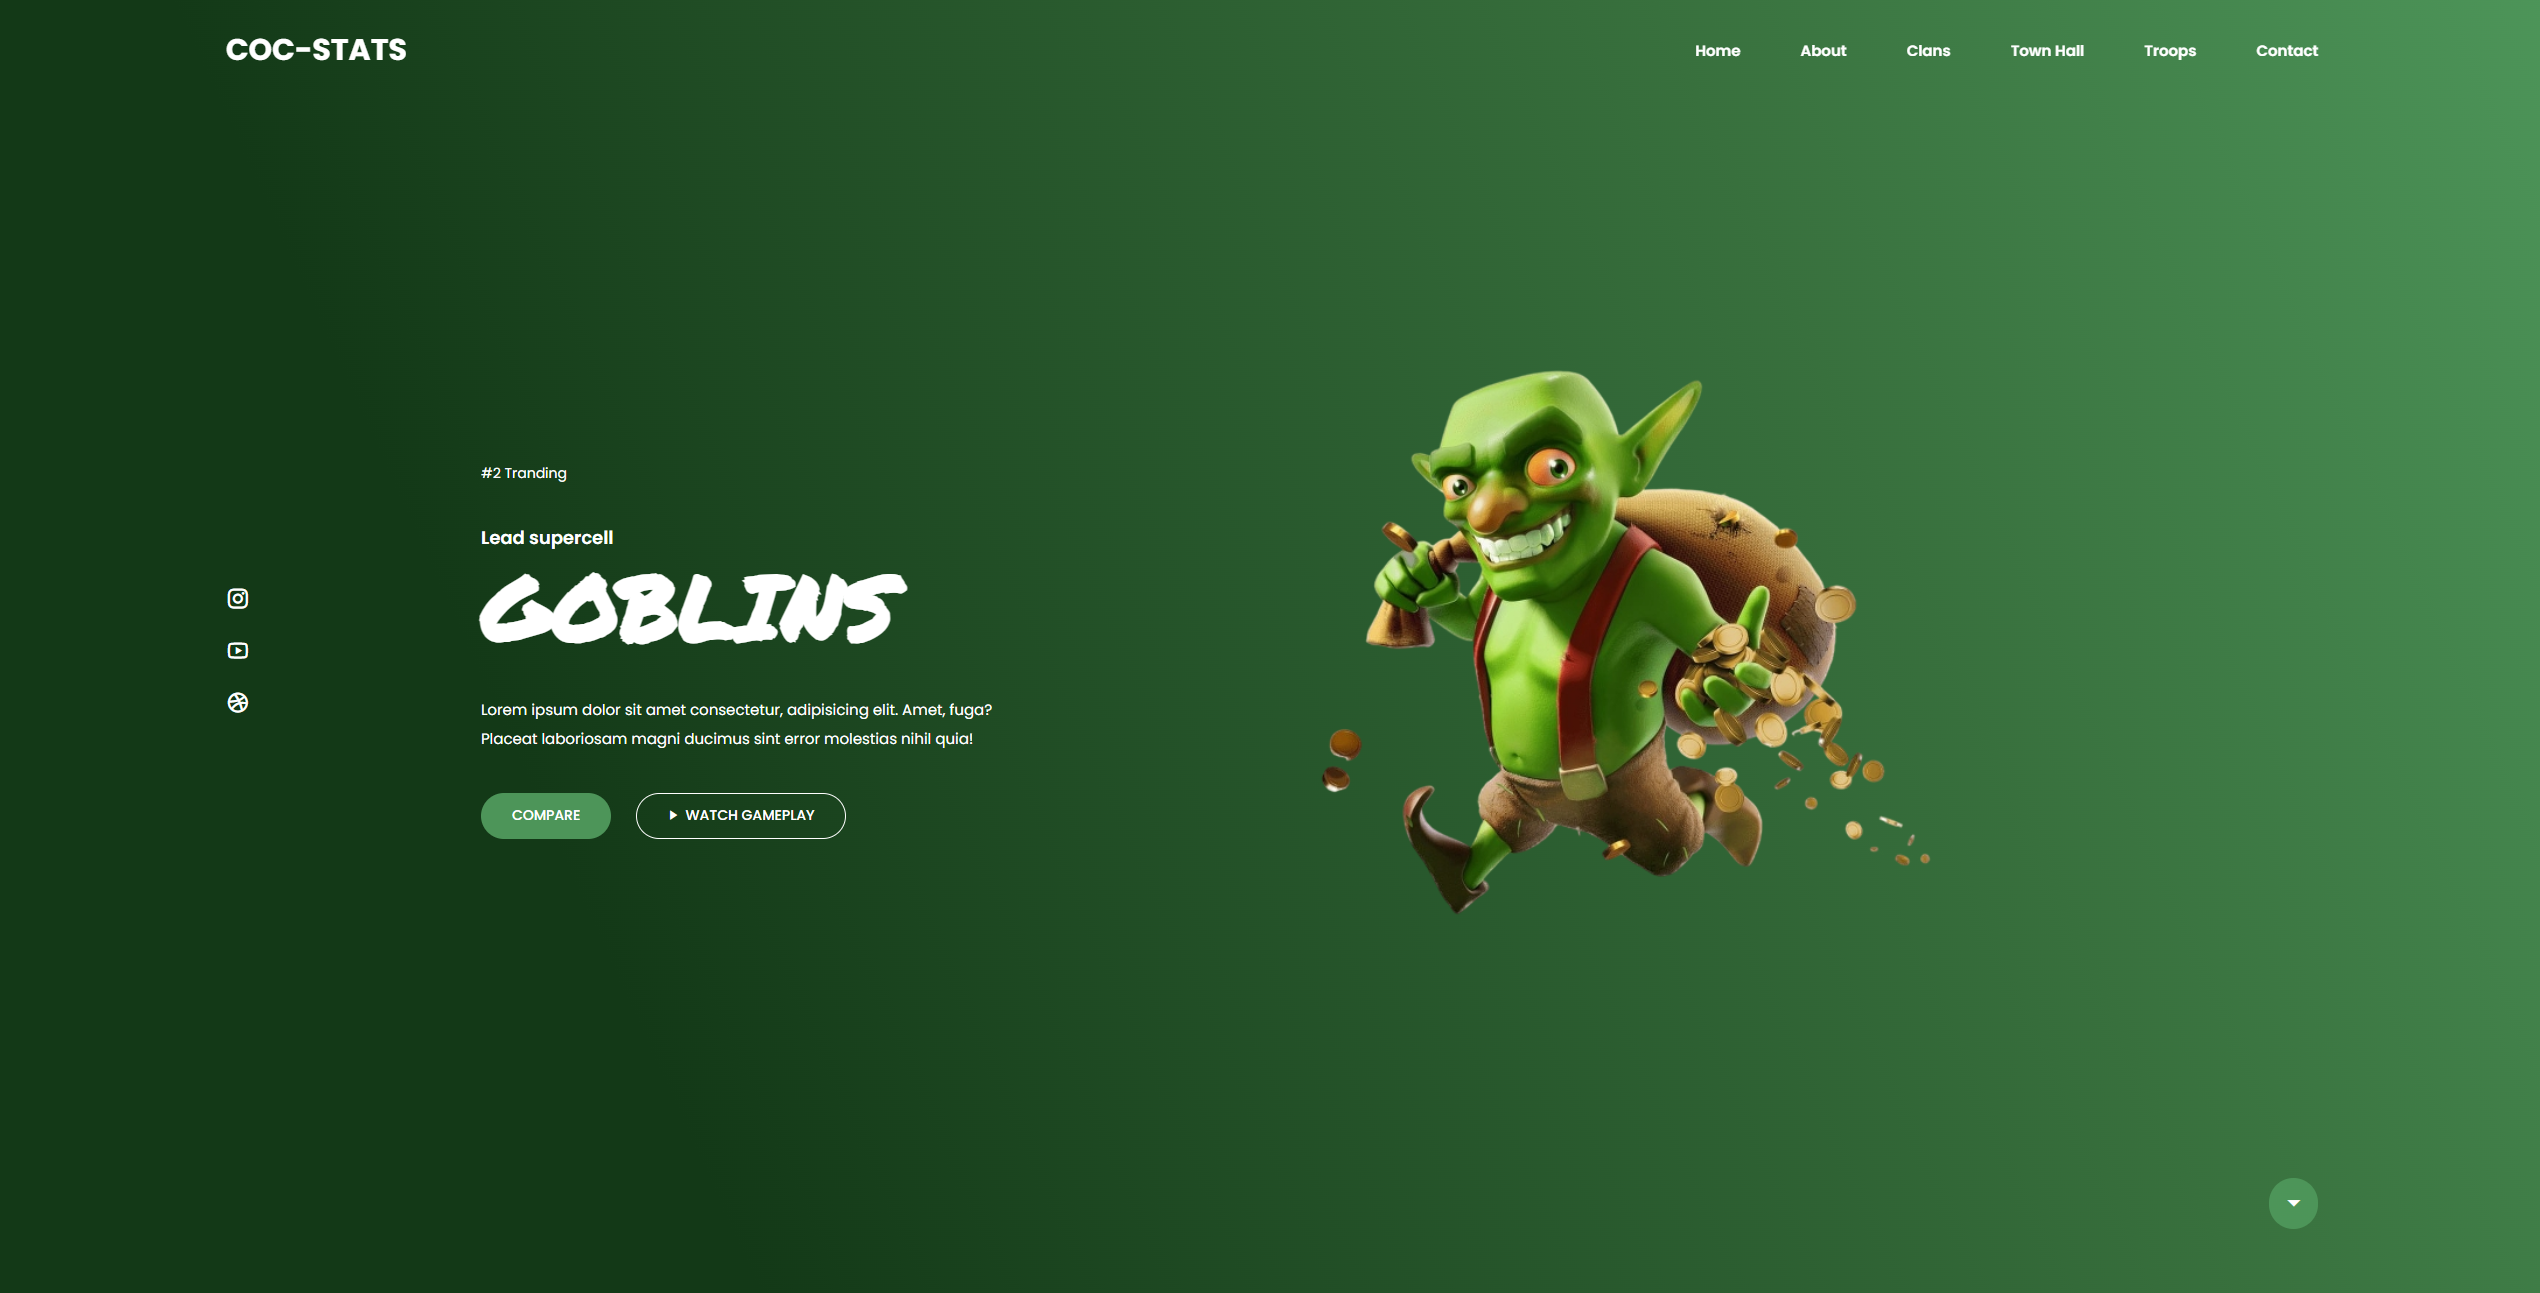 COC-STATS
Home About Clans Town Hall Troops Contact
#2 Tranding
Lead supercell
GOBLINS
Lorem ipsum dolor sit amet consectetur, adipisicing elit. Amet, fuga?
Placeat laboriosam magni ducimus sint error molestias nihil quia!
COMPARE
WATCH GAMEPLAY